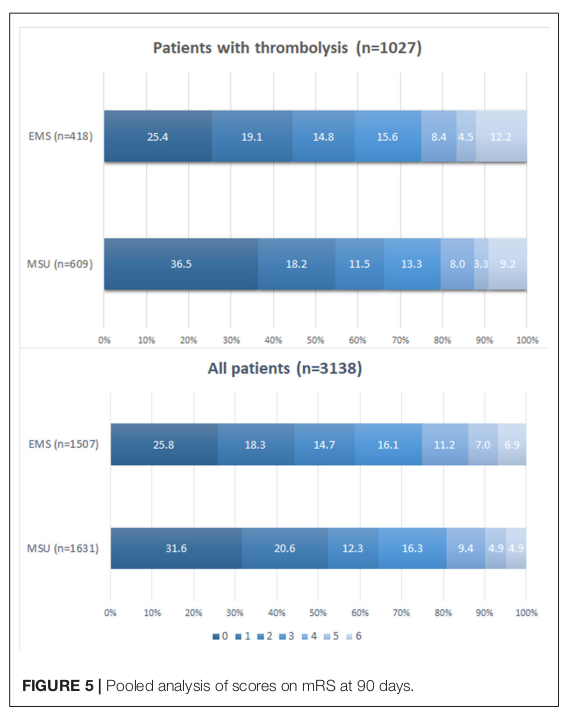 Patients with thrombolysis (n=1027)
EMS (n=418)
25.4 19.1 14.8 15.6 8.4 4.5 12.2
MSU (n=609)
36.5 18.2 11.5 13.3 8.0 3.3 9.2
0% 10% 20% 30% 40% 50% 60% 70% 80% 90% 100%
All patients (n=3138)
EMS (n=1507)
25.8 18.3 14.7 16.1 11.2 7.0 6.9
MSU (n=1631)
31.6 20.6 12.3 16.3 9.4 4.9 4.9
0% 10% 20% 30% 40% 50% 60% 70% 80% 90% 100%
0 1 2 3 4 5 6
FIGURE 5 | Pooled analysis of scores on mRS at 90 days.